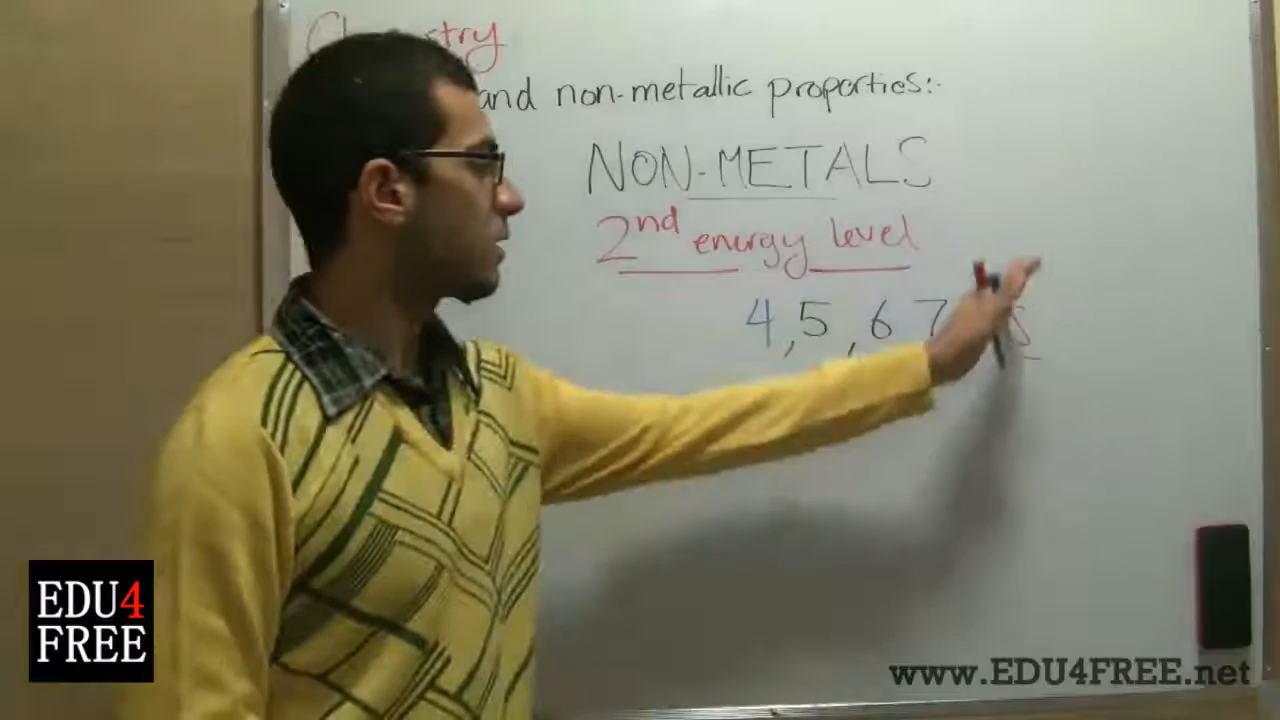 and non-metallic properties:-
NON-METALS
2nd energy level
4, 5, 6 7
EDU4
FREE
www.EDU4FREE.net